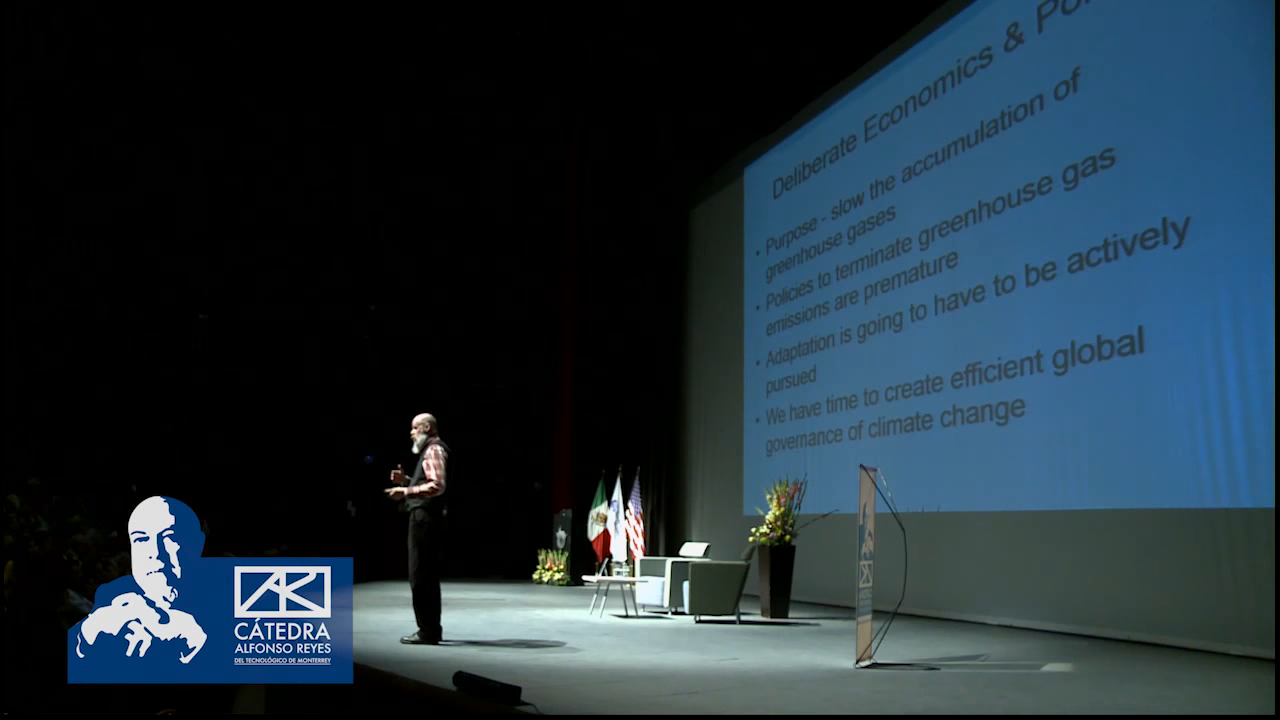 Deliberate Economics &
• Purpose - slow the accumulation of
greenhouse gases
• Policies to terminate greenhouse gas
emissions are premature
• Adaptation is going to have to be actively
pursued
• We have time to create efficient global
governance of climate change
CÁTEDRA
ALFONSO REYES
DEL TECNOLÓGICO DE MONTERREY